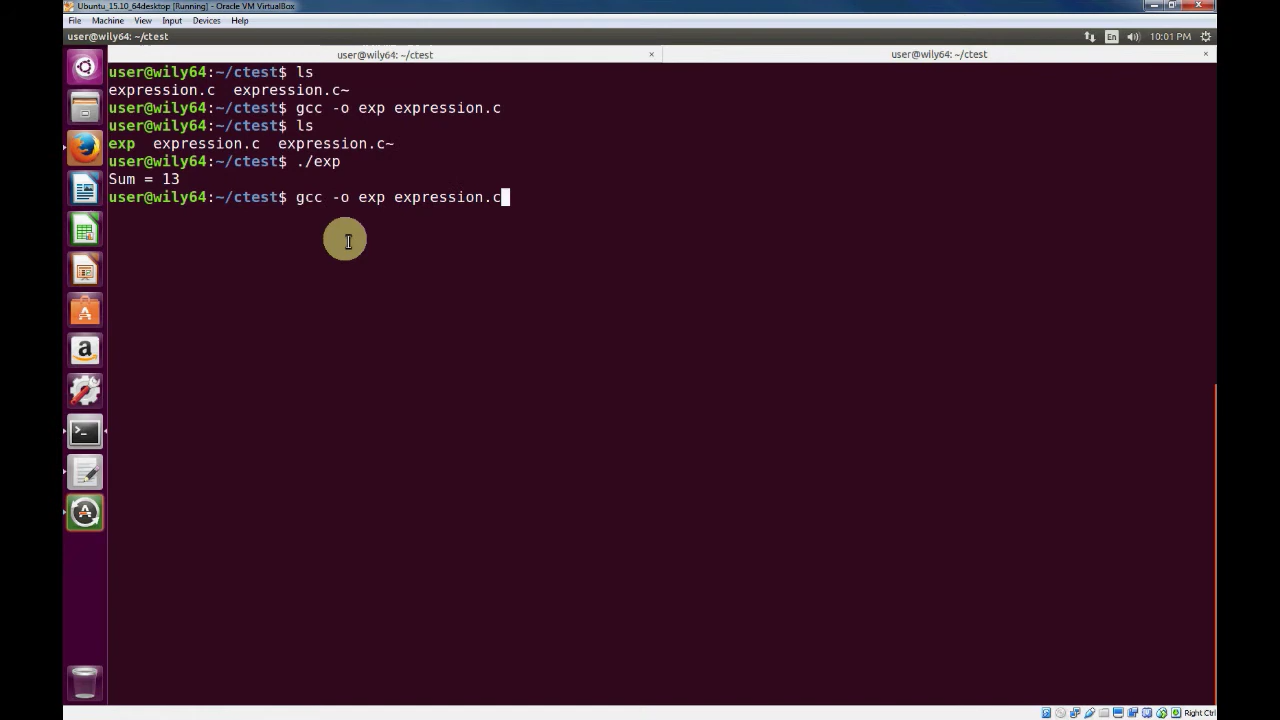 Ubuntu_15.10_64desktop [Running] - Oracle VM VirtualBox
File Machine View Input Devices Help
user@wily64: ~/ctest En 10:01 PM
user@wily64: ~/ctest × user@wily64: ~/ctest ×
user@wily64:~/ctest$ ls
expression.c  expression.c~
user@wily64:~/ctest$ gcc -o exp expression.c
user@wily64:~/ctest$ ls
exp  expression.c  expression.c~
user@wily64:~/ctest$ ./exp
Sum = 13
user@wily64:~/ctest$ gcc -o exp expression.c
Right Ctrl